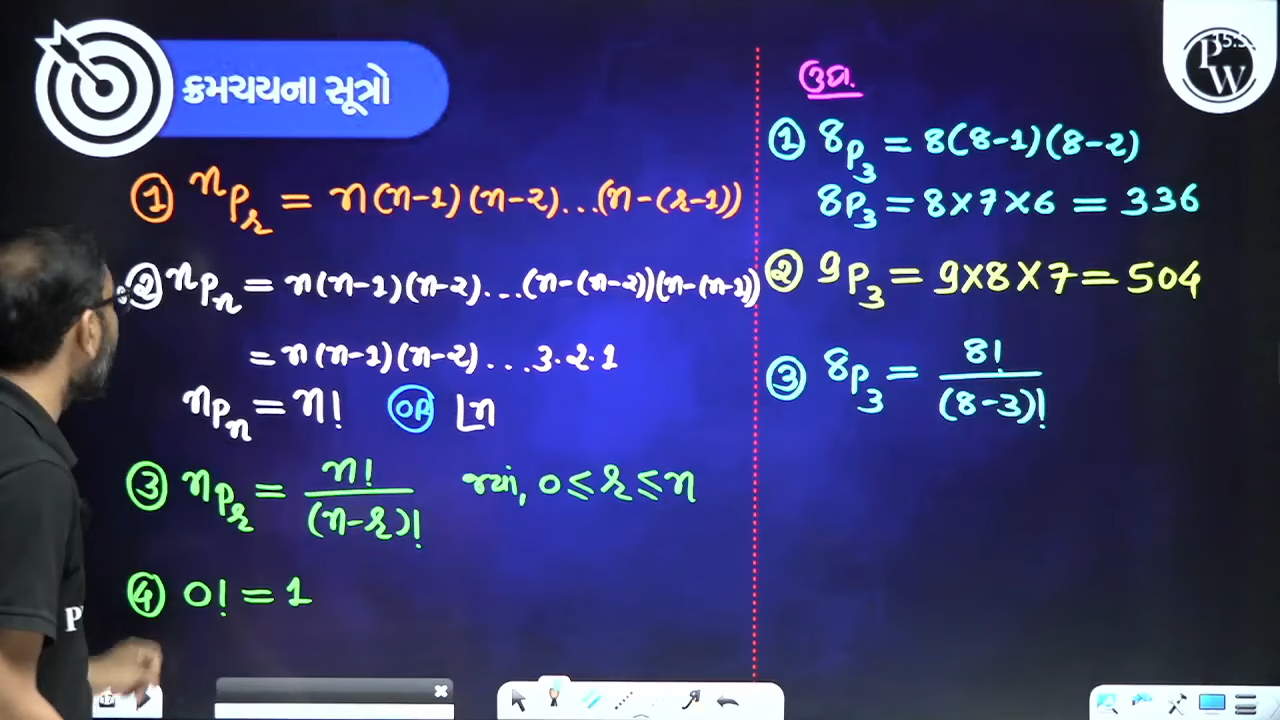 ક્રમચયના સૂત્રો
① nPr = n(n-1)(n-2)...(n-(r-1))
② nPn = n(n-1)(n-2)...(n-(n-2))(n-(n-1))
= n(n-1)(n-2)...3.2.1
nPn = n! OR ∟n
③ nPr = n!/(n-r)! જ્યાં, 0≤r≤n
④ 0! = 1
ઉદા.
① 8P3 = 8(8-1)(8-2)
8P3 = 8×7×6 = 336
② 9P3 = 9×8×7 = 504
③ 8P3 = 8!/(8-3)!
PW
P
17